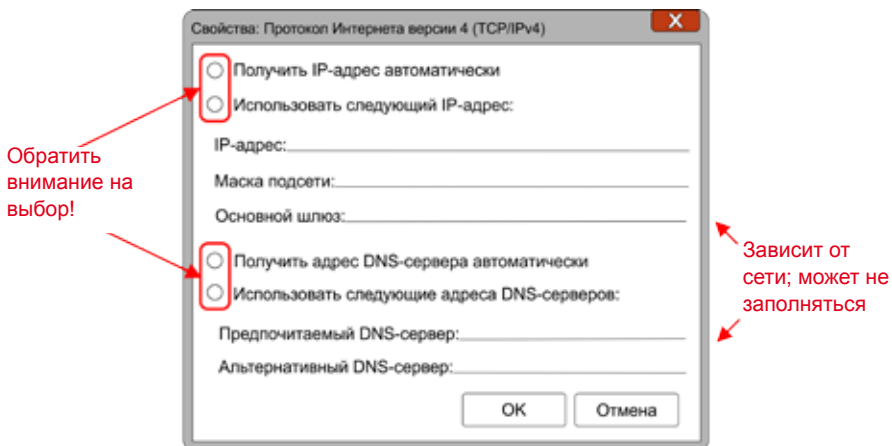 Свойства: Протокол Интернета версии 4 (TCP/IPv4)
X
Получить IP-адрес автоматически
Использовать следующий IP-адрес:
IP-адрес:
Маска подсети:
Основной шлюз:
Обратить
внимание на
выбор!
Получить адрес DNS-сервера автоматически
Использовать следующие адреса DNS-серверов:
Зависит от
сети; может не
заполняться
Предпочитаемый DNS-сервер:
Альтернативный DNS-сервер:
OK
Отмена